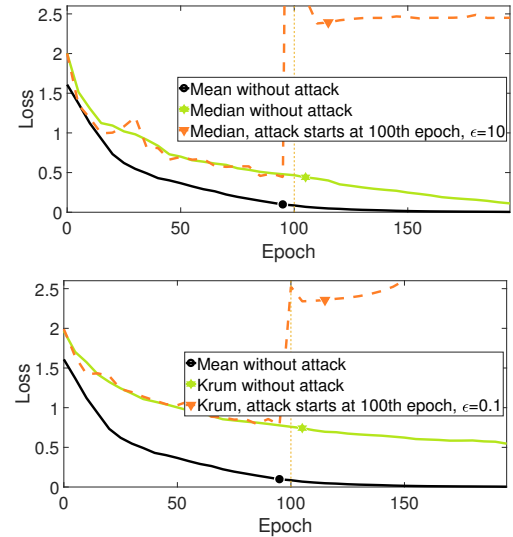 2.5
2
1.5
1
0.5
0
Loss
Mean without attack
Median without attack
Median, attack starts at 100th epoch, ϵ=10
0 50 100 150
Epoch
2.5
2
1.5
1
0.5
0
Loss
Mean without attack
Krum without attack
Krum, attack starts at 100th epoch, ϵ=0.1
0 50 100 150
Epoch